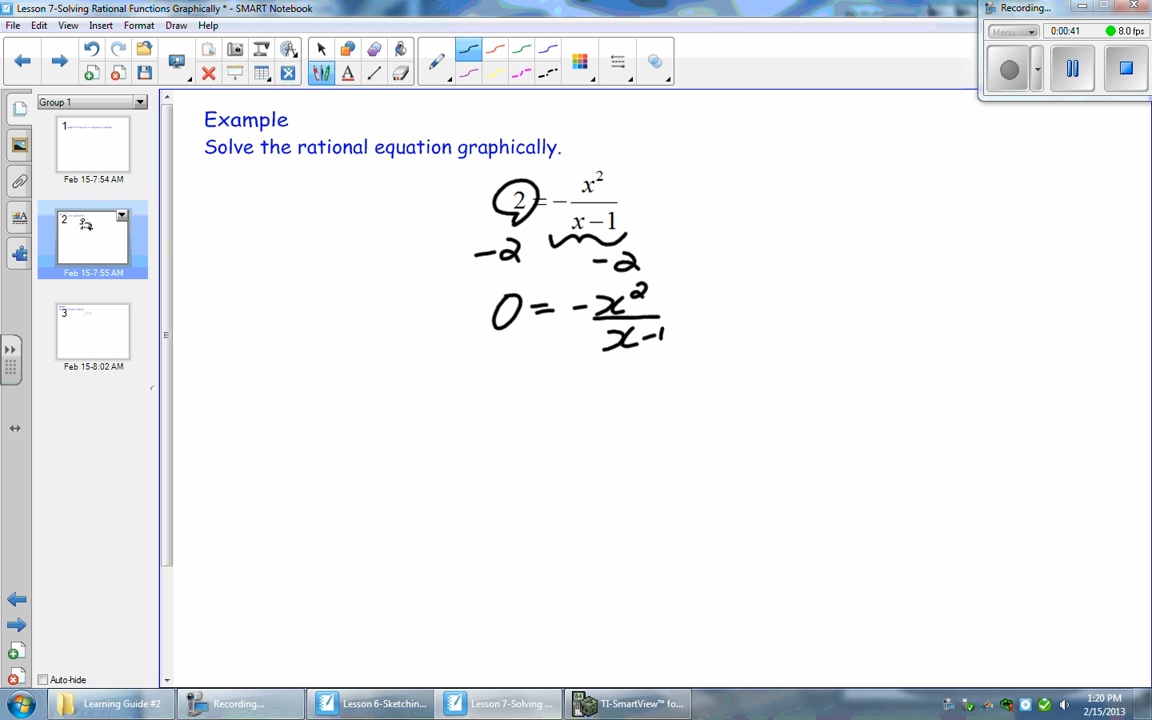 Lesson 7-Solving Rational Functions Graphically * - SMART Notebook
Recording...
File Edit View Insert Format Draw Help
Menu 0:00:41 8.0 fps
Group 1
1
Feb 15-7:54 AM
2
Feb 15-7:55 AM
3
Feb 15-8:02 AM
Auto-hide
Example
Solve the rational equation graphically.
2 = - x² / (x - 1)
-2 -2
0 = - x² / (x - 1)
Learning Guide #2 Recording... Lesson 6-Sketchin... Lesson 7-Solving ... TI-SmartView™ fo...
1:20 PM
2/15/2013